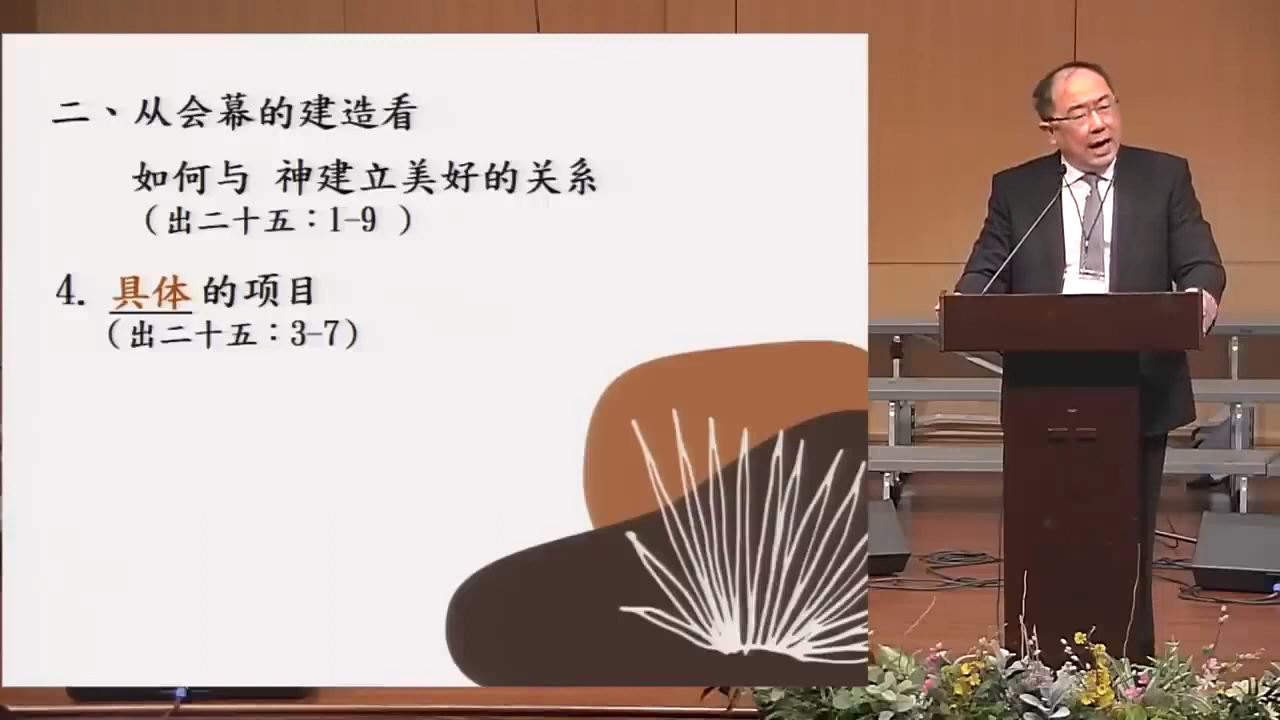 二、从会幕的建造看
如何与 神建立美好的关系
（出二十五：1-9 ）
4. 具体 的项目
（出二十五：3-7）